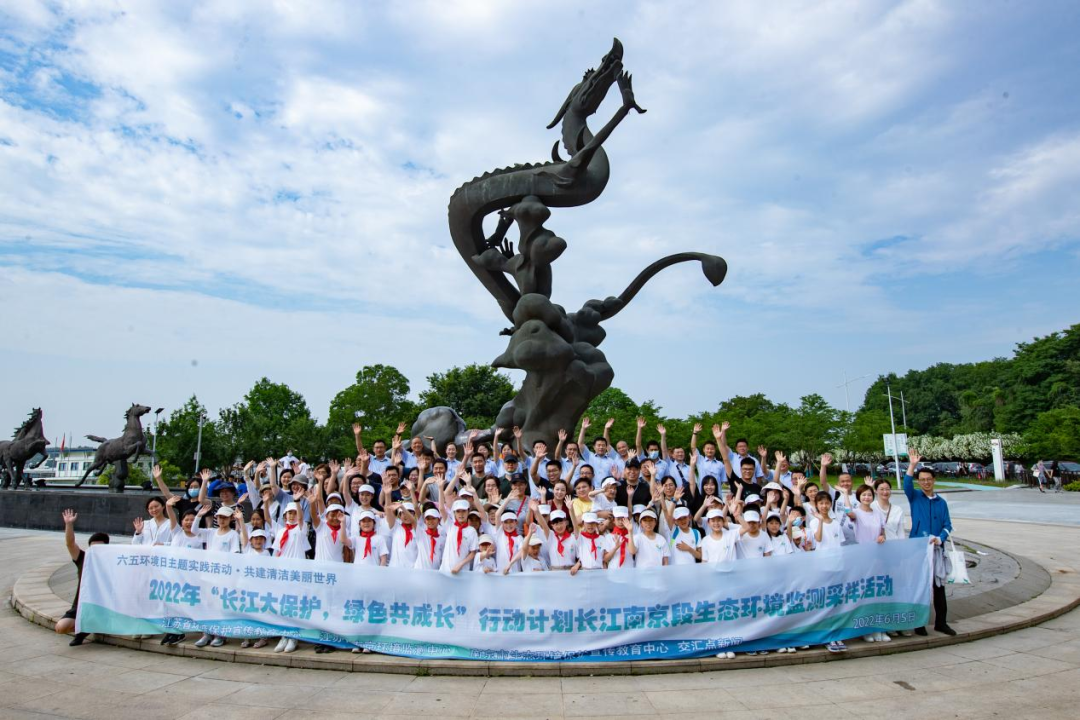 六五环境日主题实践活动·共建清洁美丽世界
2022年“长江大保护，绿色共成长”行动计划长江南京段生态环境监测采样活动
2022年6月5日
宣传教育中心 交汇点新闻